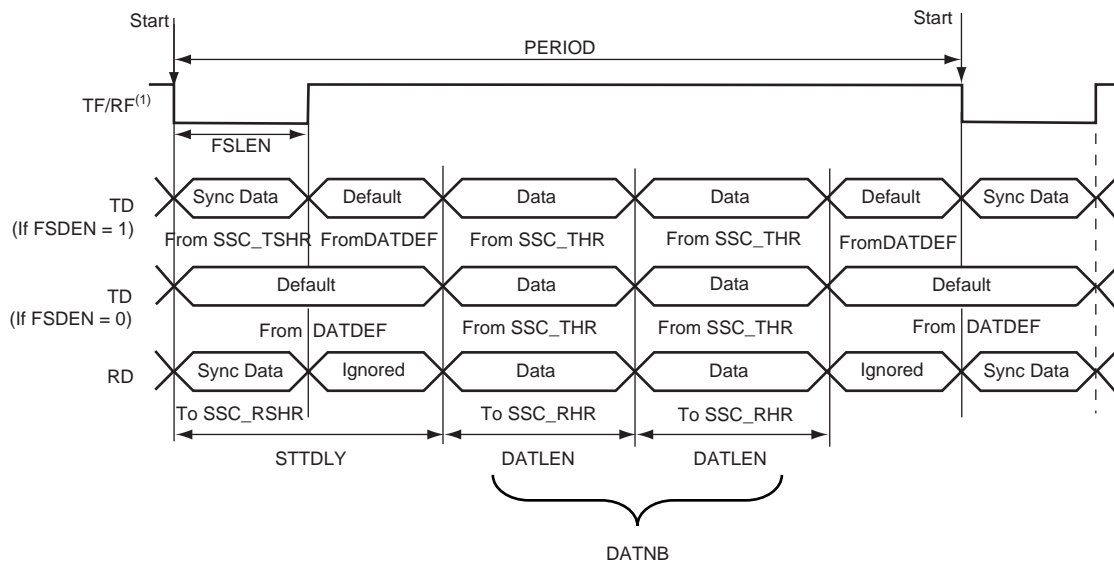 Start Start
PERIOD
TF/RF(1)
FSLEN
TD
(If FSDEN = 1)
Sync Data Default Data Data Default Sync Data
From SSC_TSHR FromDATDEF From SSC_THR From SSC_THR FromDATDEF
TD
(If FSDEN = 0)
Default Data Data Default
From DATDEF From SSC_THR From SSC_THR From DATDEF
RD
Sync Data Ignored Data Data Ignored Sync Data
To SSC_RSHR To SSC_RHR To SSC_RHR
STTDLY DATLEN DATLEN
DATNB